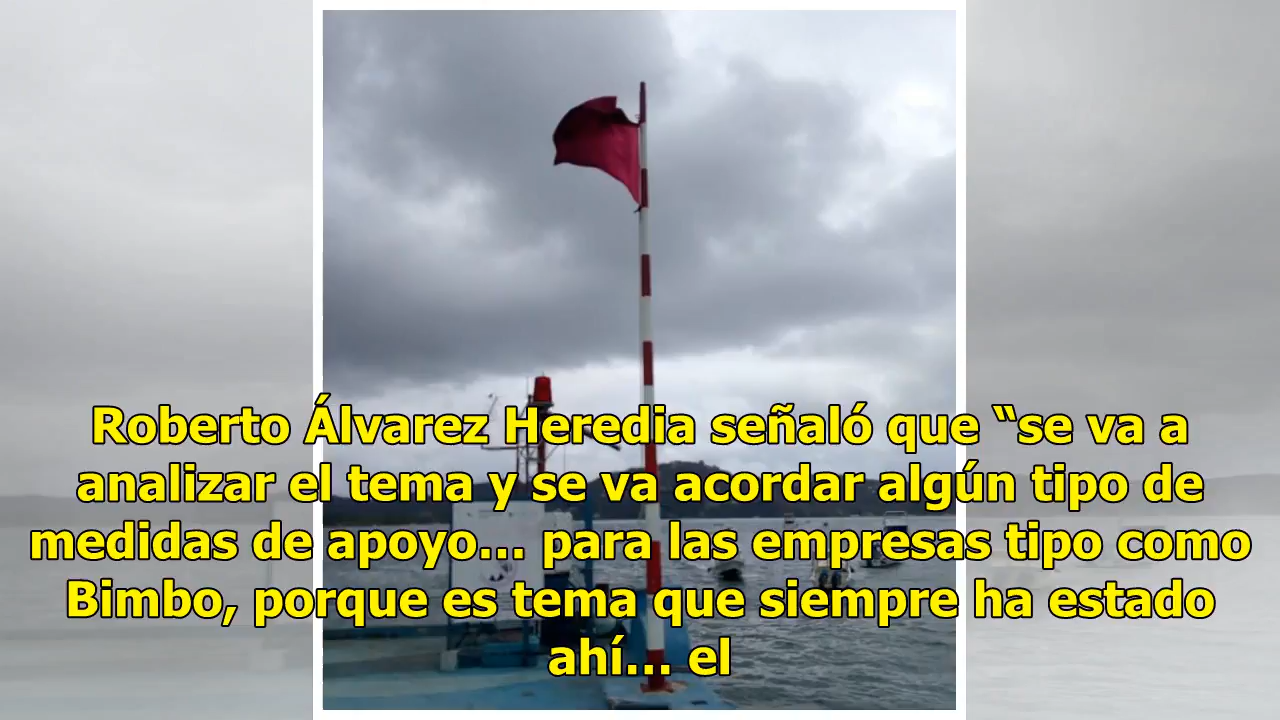 Roberto Álvarez Heredia señaló que “se va a
analizar el tema y se va acordar algún tipo de
medidas de apoyo... para las empresas tipo como
Bimbo, porque es tema que siempre ha estado
ahí... el